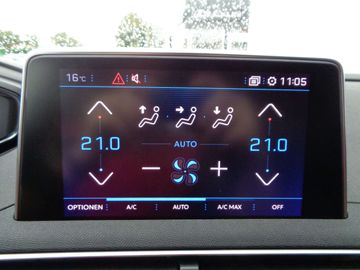 16°C 11:05
21.0 AUTO 21.0
OPTIONEN A/C AUTO A/C MAX OFF